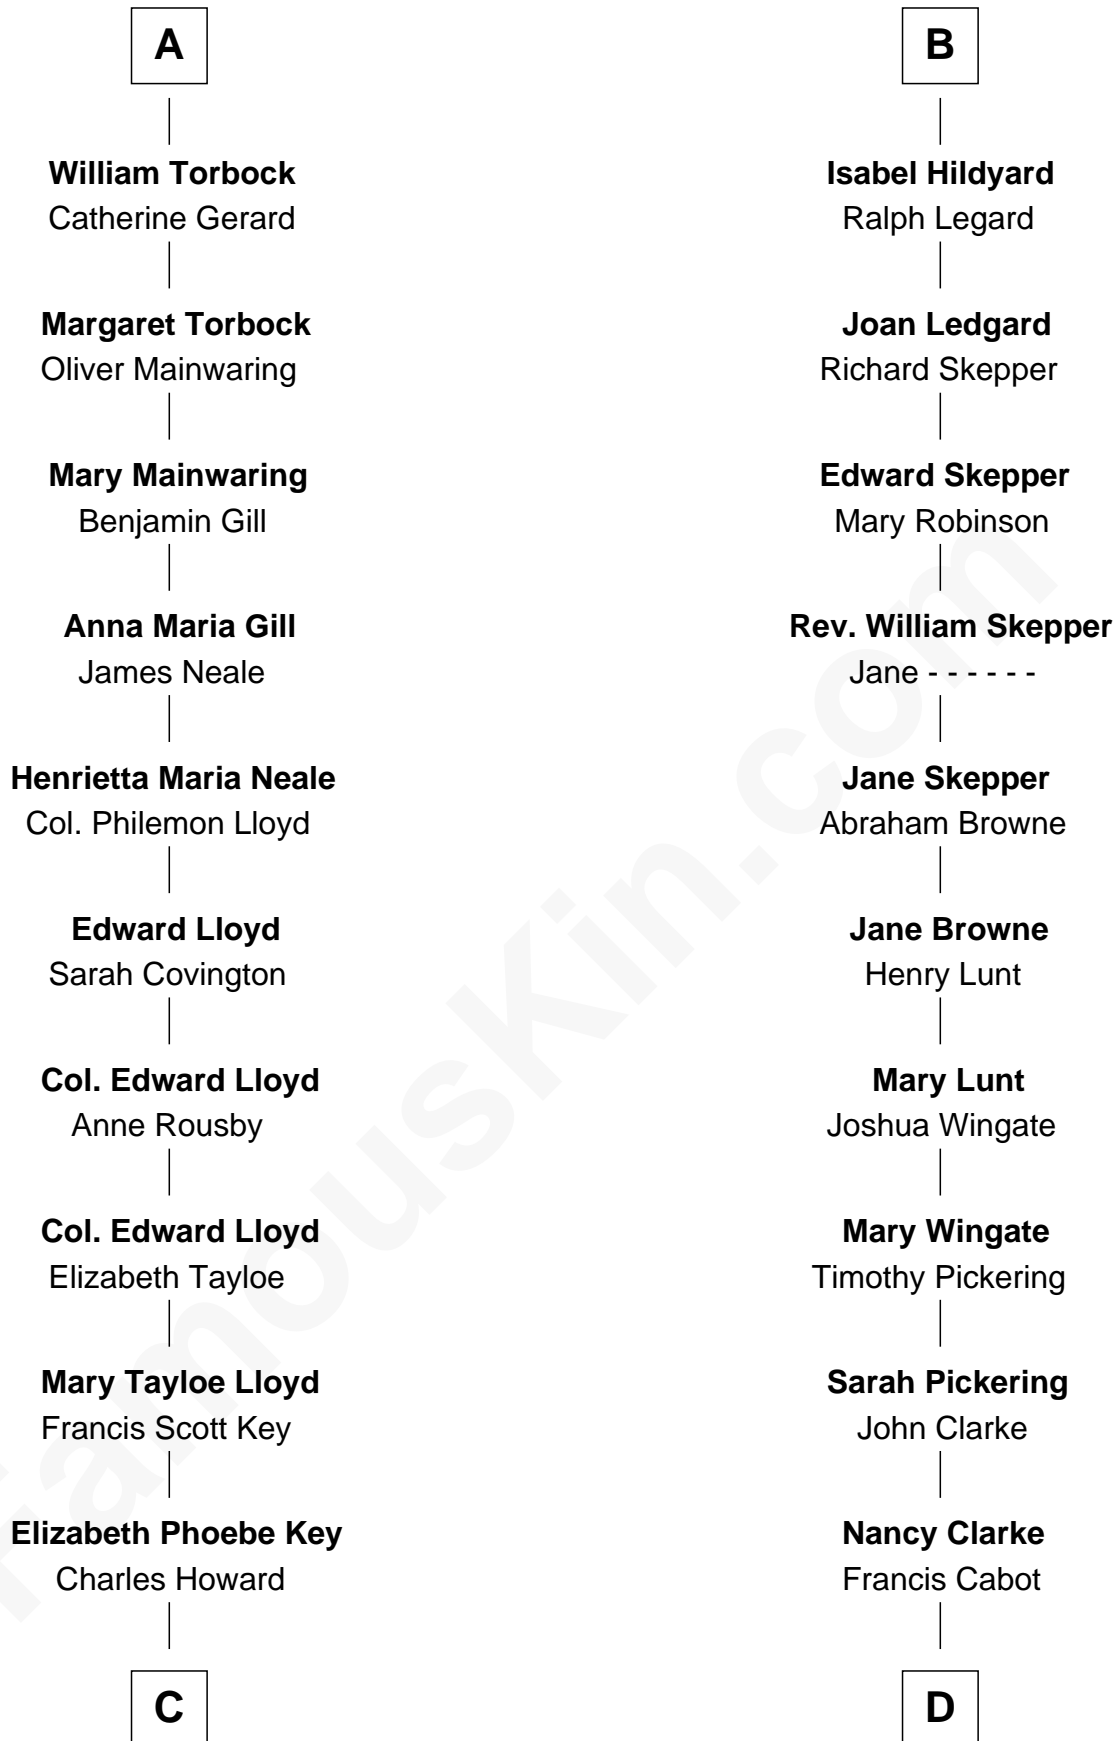 A
William Torbock
Catherine Gerard
Margaret Torbock
Oliver Mainwaring
Mary Mainwaring
Benjamin Gill
Anna Maria Gill
James Neale
Henrietta Maria Neale
Col. Philemon Lloyd
Edward Lloyd
Sarah Covington
Col. Edward Lloyd
Anne Rousby
Col. Edward Lloyd
Elizabeth Tayloe
Mary Tayloe Lloyd
Francis Scott Key
Elizabeth Phoebe Key
Charles Howard
C
B
Isabel Hildyard
Ralph Legard
Joan Ledgard
Richard Skepper
Edward Skepper
Mary Robinson
Rev. William Skepper
Jane - - - - - -
Jane Skepper
Abraham Browne
Jane Browne
Henry Lunt
Mary Lunt
Joshua Wingate
Mary Wingate
Timothy Pickering
Sarah Pickering
John Clarke
Nancy Clarke
Francis Cabot
D
FamousKin.com